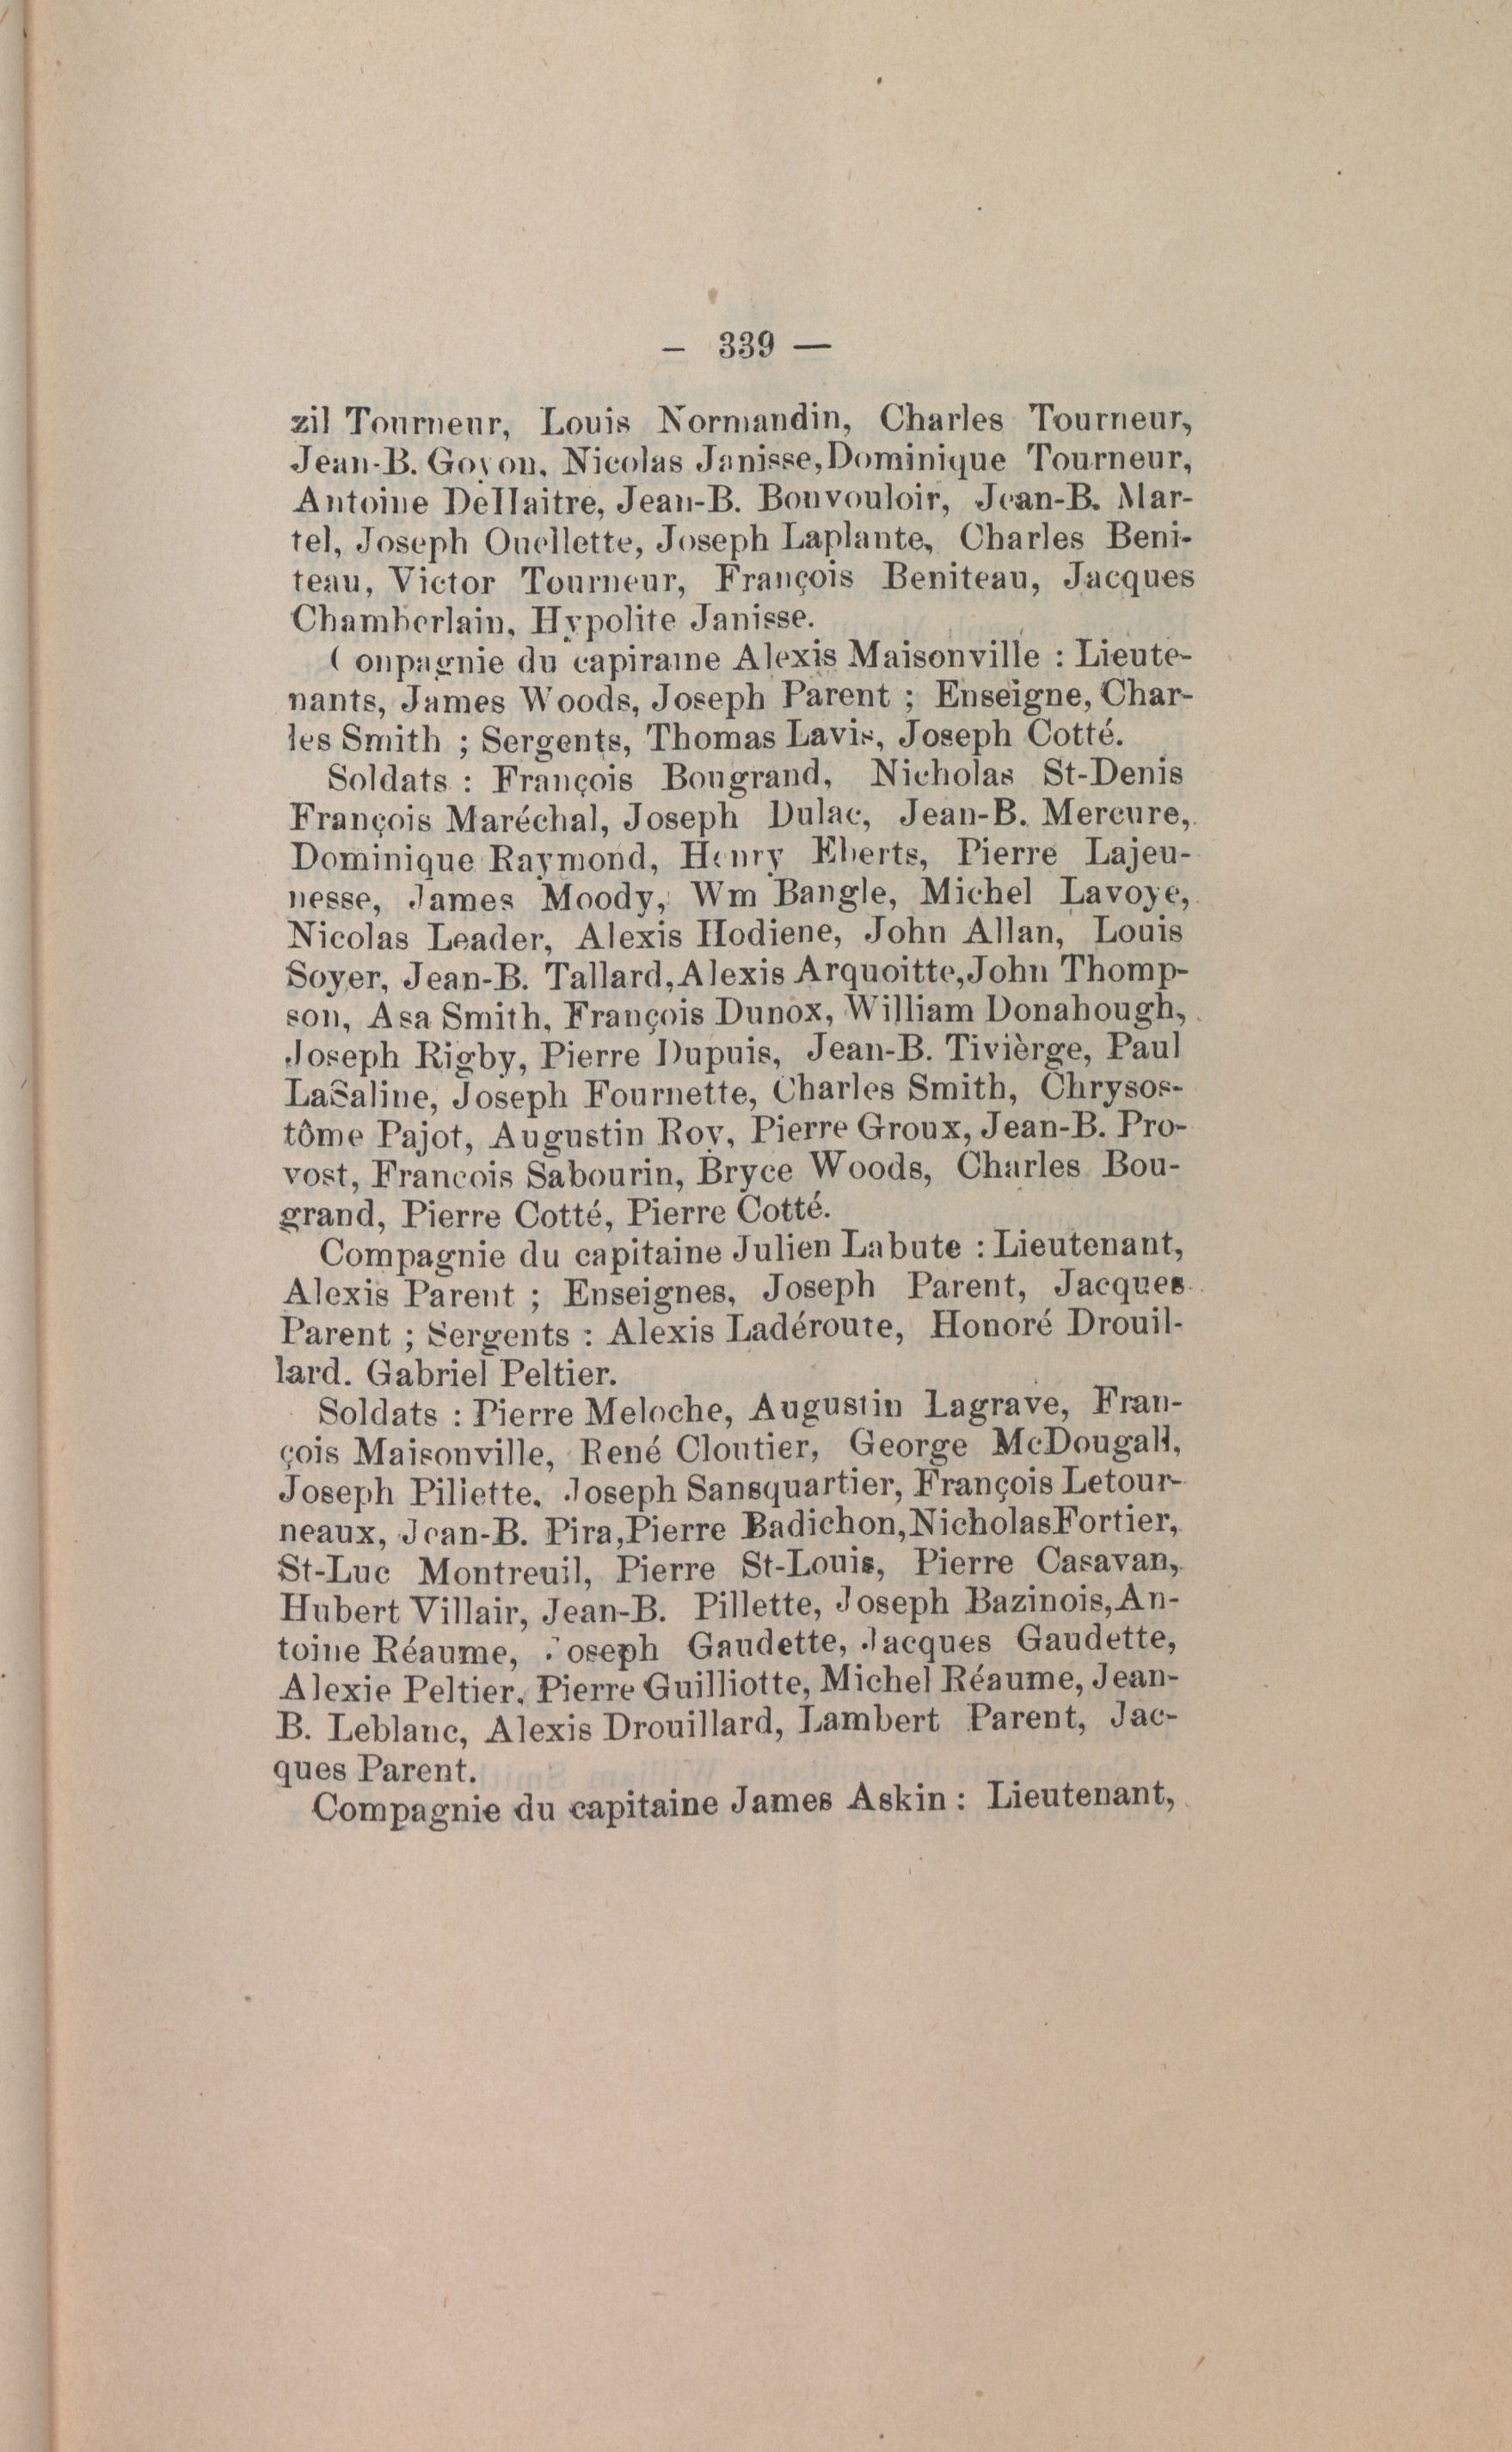 — 339 —
zil Tourneur, Louis Normandin, Charles Tourneur,
Jean-B. Goyon, Nicolas Janisse, Dominique Tourneur,
Antoine DeHaitre, Jean-B. Bonvouloir, Jean-B. Mar-
tel, Joseph Ouellette, Joseph Laplante, Charles Beni-
teau, Victor Tourneur, François Beniteau, Jacques
Chamberlain, Hypolite Janisse.
Conpagnie du capiraine Alexis Maisonville : Lieute-
nants, James Woods, Joseph Parent ; Enseigne, Char-
les Smith ; Sergents, Thomas Lavis, Joseph Cotté.
Soldats : François Bougrand, Nicholas St-Denis
François Maréchal, Joseph Dulac, Jean-B. Mercure,
Dominique Raymond, Henry Eberts, Pierre Lajeu-
nesse, James Moody, Wm Bangle, Michel Lavoye,
Nicolas Leader, Alexis Hodiene, John Allan, Louis
Soyer, Jean-B. Tallard, Alexis Arquoitte, John Thomp-
son, Asa Smith, François Dunox, William Donahough,
Joseph Rigby, Pierre Dupuis, Jean-B. Tivièrge, Paul
LaSaline, Joseph Fournette, Charles Smith, Chrysos-
tôme Pajot, Augustin Roy, Pierre Groux, Jean-B. Pro-
vost, Francois Sabourin, Bryce Woods, Charles Bou-
grand, Pierre Cotté, Pierre Cotté.
Compagnie du capitaine Julien Labute : Lieutenant,
Alexis Parent ; Enseignes, Joseph Parent, Jacques
Parent ; Sergents : Alexis Ladéroute, Honoré Drouil-
lard. Gabriel Peltier.
Soldats : Pierre Meloche, Augustin Lagrave, Fran-
çois Maisonville, René Cloutier, George McDougall,
Joseph Piliette, Joseph Sansquartier, François Letour-
neaux, Jean-B. Pira, Pierre Badichon, Nicholas Fortier,
St-Luc Montreuil, Pierre St-Louis, Pierre Casavan,
Hubert Villair, Jean-B. Pillette, Joseph Bazinois, An-
toine Réaume, Joseph Gaudette, Jacques Gaudette,
Alexie Peltier, Pierre Guilliotte, Michel Réaume, Jean-
B. Leblanc, Alexis Drouillard, Lambert Parent, Jac-
ques Parent.
Compagnie du capitaine James Askin : Lieutenant,